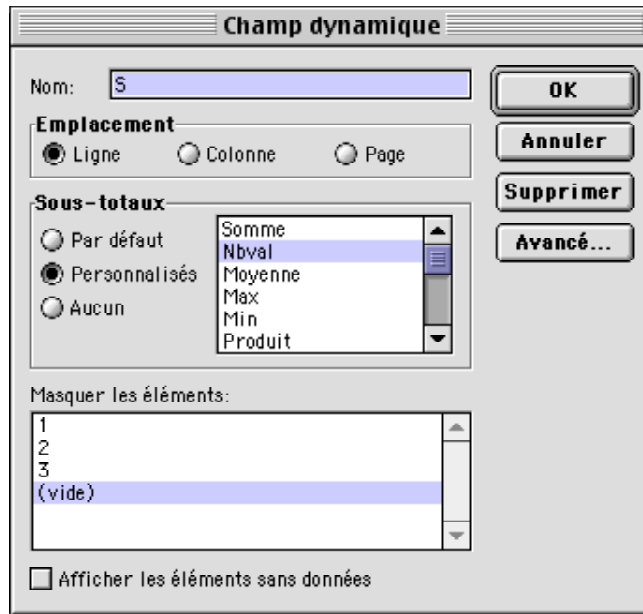 Champ dynamique
Nom: S
OK
Emplacement
Ligne Colonne Page
Annuler
Supprimer
Sous-totaux
Par défaut
Personnalisés
Aucun
Somme
Nbval
Moyenne
Max
Min
Produit
Avancé...
Masquer les éléments:
1
2
3
(vide)
Afficher les éléments sans données